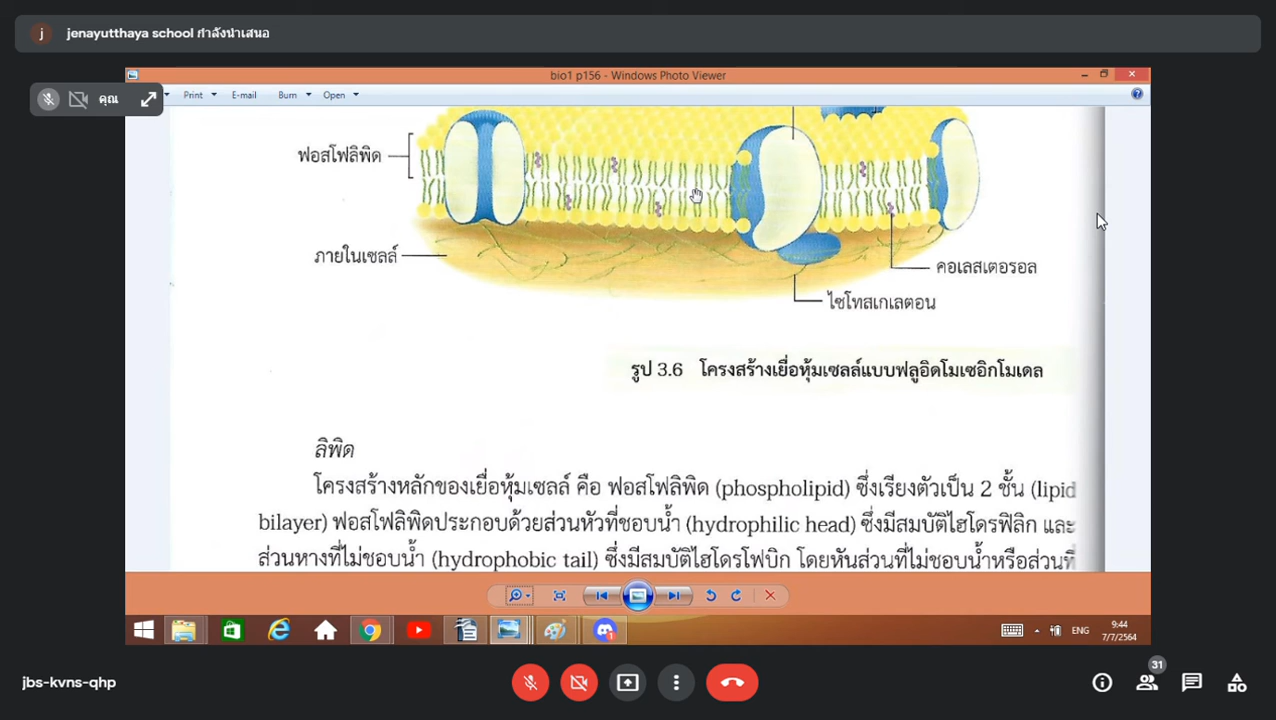 j jenayutthaya school กำลังนำเสนอ
bio1 p156 - Windows Photo Viewer
คุณ
Print E-mail Burn Open
ฟอสโฟลิพิด
ภายในเซลล์
คอเลสเตอรอล
ไซโทสเกเลตอน
รูป 3.6 โครงสร้างเยื่อหุ้มเซลล์แบบฟลูอิดโมเซอิกโมเดล
ลิพิด
โครงสร้างหลักของเยื่อหุ้มเซลล์ คือ ฟอสโฟลิพิด (phospholipid) ซึ่งเรียงตัวเป็น 2 ชั้น (lipid
bilayer) ฟอสโฟลิพิดประกอบด้วยส่วนหัวที่ชอบน้ำ (hydrophilic head) ซึ่งมีสมบัติไฮโดรฟิลิก และ
ส่วนหางที่ไม่ชอบน้ำ (hydrophobic tail) ซึ่งมีสมบัติไฮโดรโฟบิก โดยหันส่วนที่ไม่ชอบน้ำหรือส่วนที่
ENG
9:44
7/7/2564
jbs-kvns-qhp
31